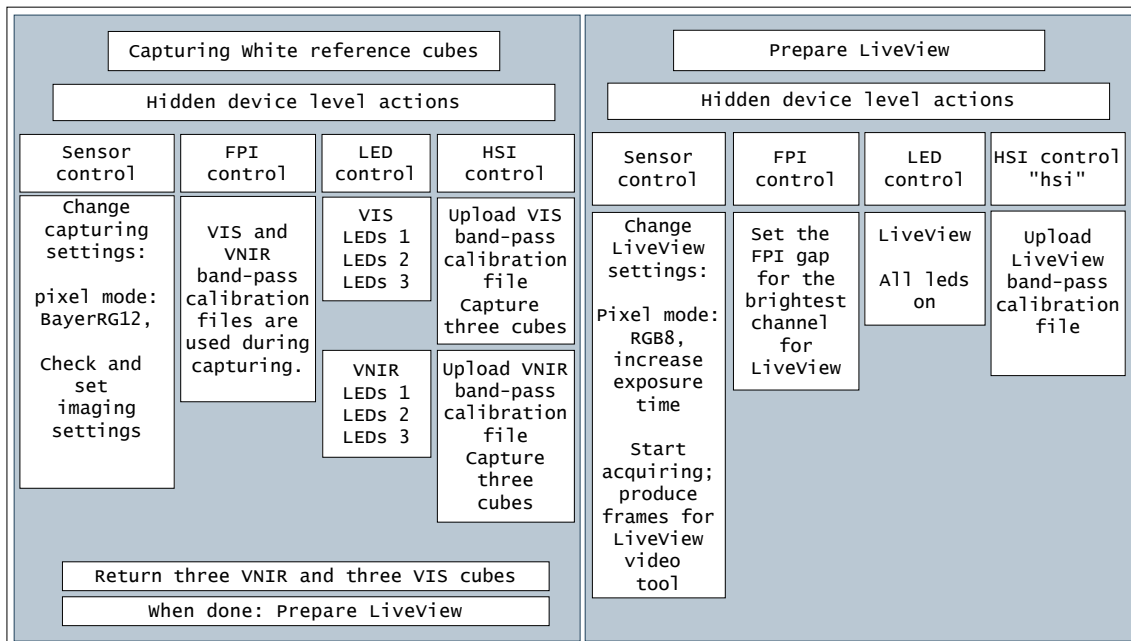 Capturing White reference cubes
Hidden device level actions
Sensor
control
FPI
control
LED
control
HSI
control
Change
capturing
settings:
pixel mode:
BayerRG12,
Check and
set
imaging
settings
VIS and
VNIR
band-pass
calibration
files are
used during
capturing.
VIS
LEDs 1
LEDs 2
LEDs 3
VNIR
LEDs 1
LEDs 2
LEDs 3
Upload VIS
band-pass
calibration
file
Capture
three cubes
Upload VNIR
band-pass
calibration
file
Capture
three
cubes
Return three VNIR and three VIS cubes
When done: Prepare LiveView
Prepare LiveView
Hidden device level actions
Sensor
control
FPI
control
LED
control
HSI control
"hsi"
Change
LiveView
settings:
Pixel mode:
RGB8,
increase
exposure
time
Start
acquiring;
produce
frames for
LiveView
video
tool
Set the
FPI gap
for the
brightest
channel
for
LiveView
LiveView
All leds
on
Upload
LiveView
band-pass
calibration
file